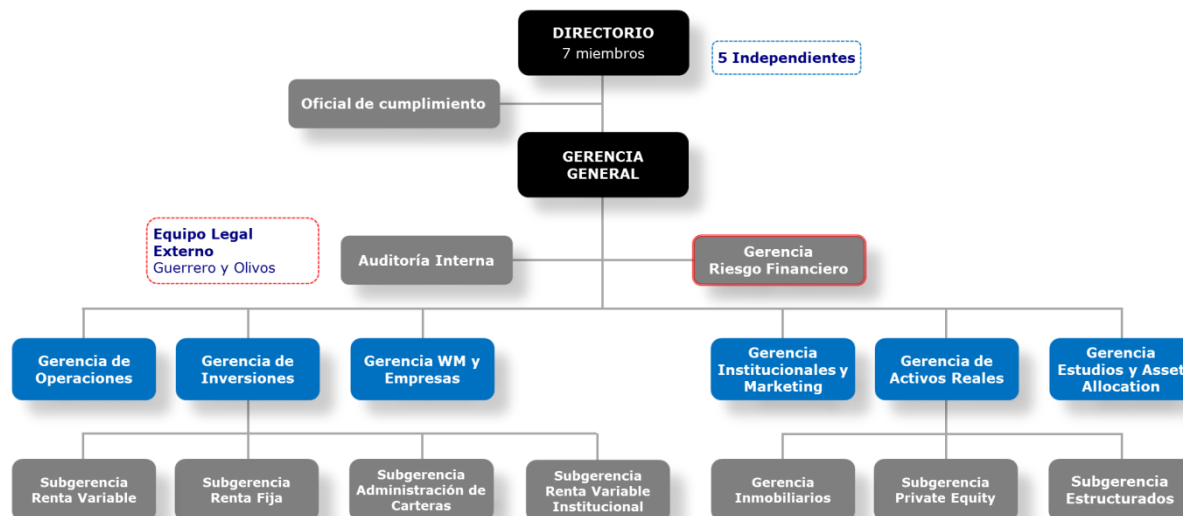 DIRECTORIO
7 miembros
5 Independientes
Oficial de cumplimiento
GERENCIA
GENERAL
Equipo Legal
Externo
Guerrero y Olivos
Auditoría Interna
Gerencia
Riesgo Financiero
Gerencia de
Operaciones
Gerencia de
Inversiones
Gerencia WM y
Empresas
Gerencia
Institucionales y
Marketing
Gerencia de
Activos Reales
Gerencia
Estudios y Asset
Allocation
Subgerencia
Renta Variable
Subgerencia
Renta Fija
Subgerencia
Administración de
Carteras
Subgerencia
Renta Variable
Institucional
Gerencia
Inmobiliarios
Subgerencia
Private Equity
Subgerencia
Estructurados